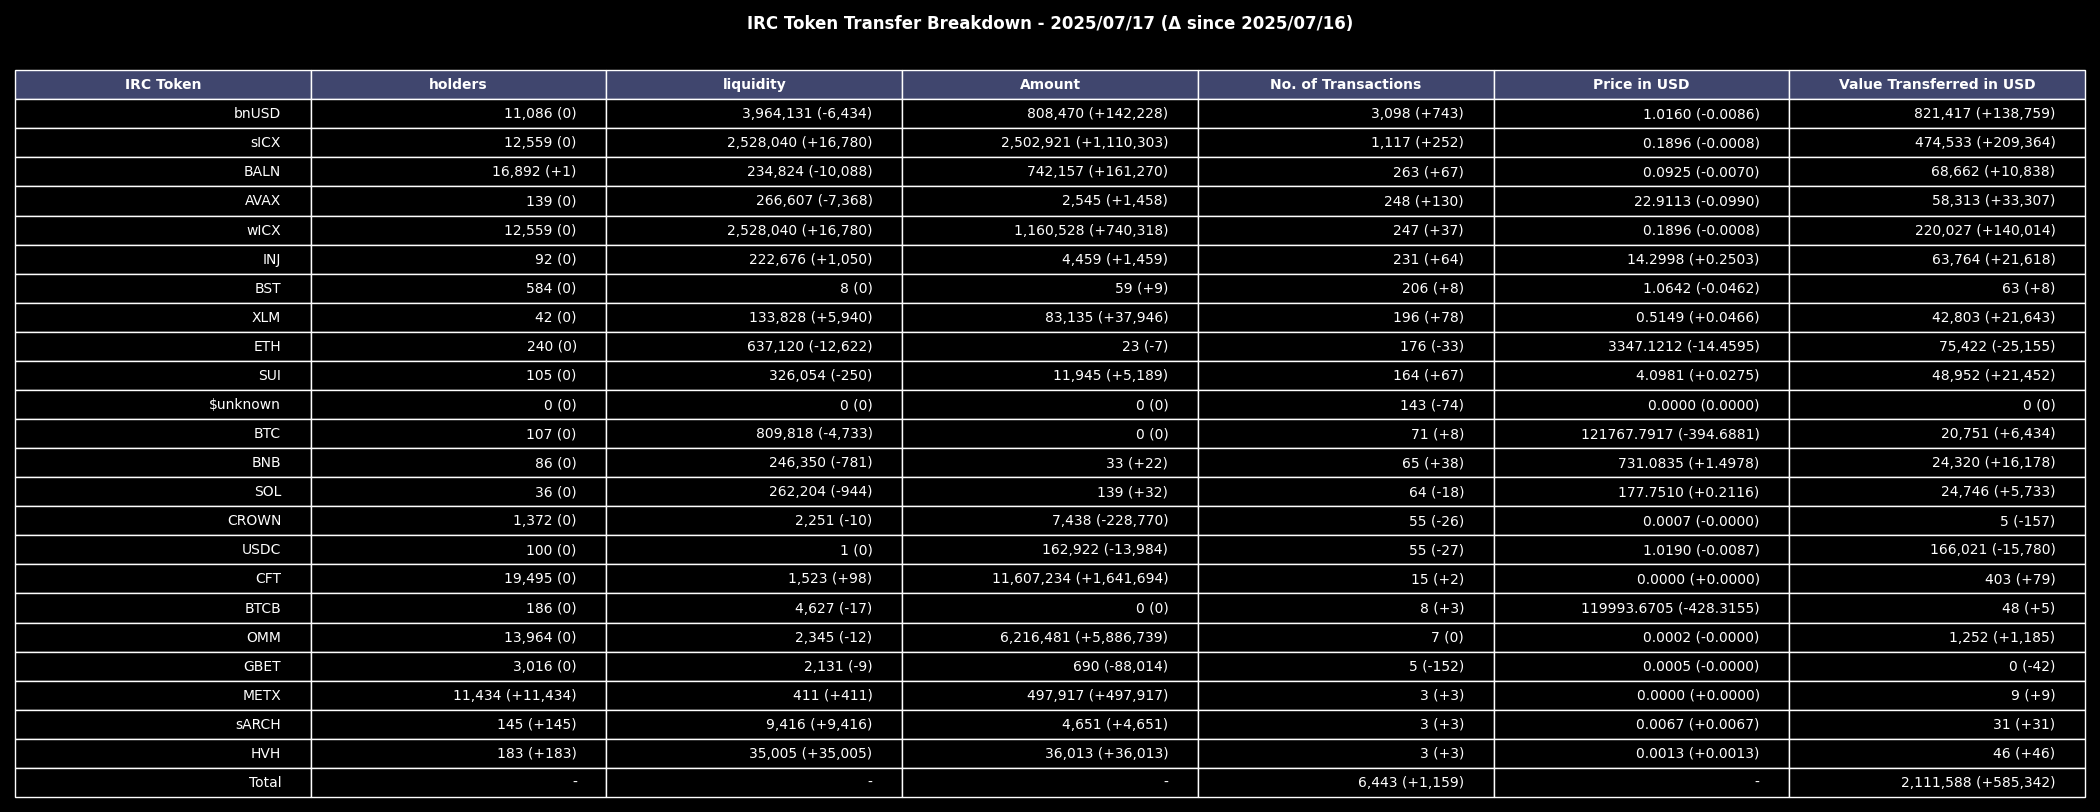 IRC Token Transfer Breakdown - 2025/07/17 (Δ since 2025/07/16)
IRC Token holders liquidity Amount No. of Transactions Price in USD Value Transferred in USD
bnUSD 11,086 (0) 3,964,131 (-6,434) 808,470 (+142,228) 3,098 (+743) 1.0160 (-0.0086) 821,417 (+138,759)
sICX 12,559 (0) 2,528,040 (+16,780) 2,502,921 (+1,110,303) 1,117 (+252) 0.1896 (-0.0008) 474,533 (+209,364)
BALN 16,892 (+1) 234,824 (-10,088) 742,157 (+161,270) 263 (+67) 0.0925 (-0.0070) 68,662 (+10,838)
AVAX 139 (0) 266,607 (-7,368) 2,545 (+1,458) 248 (+130) 22.9113 (-0.0990) 58,313 (+33,307)
wICX 12,559 (0) 2,528,040 (+16,780) 1,160,528 (+740,318) 247 (+37) 0.1896 (-0.0008) 220,027 (+140,014)
INJ 92 (0) 222,676 (+1,050) 4,459 (+1,459) 231 (+64) 14.2998 (+0.2503) 63,764 (+21,618)
BST 584 (0) 8 (0) 59 (+9) 206 (+8) 1.0642 (-0.0462) 63 (+8)
XLM 42 (0) 133,828 (+5,940) 83,135 (+37,946) 196 (+78) 0.5149 (+0.0466) 42,803 (+21,643)
ETH 240 (0) 637,120 (-12,622) 23 (-7) 176 (-33) 3347.1212 (-14.4595) 75,422 (-25,155)
SUI 105 (0) 326,054 (-250) 11,945 (+5,189) 164 (+67) 4.0981 (+0.0275) 48,952 (+21,452)
$unknown 0 (0) 0 (0) 0 (0) 143 (-74) 0.0000 (0.0000) 0 (0)
BTC 107 (0) 809,818 (-4,733) 0 (0) 71 (+8) 121767.7917 (-394.6881) 20,751 (+6,434)
BNB 86 (0) 246,350 (-781) 33 (+22) 65 (+38) 731.0835 (+1.4978) 24,320 (+16,178)
SOL 36 (0) 262,204 (-944) 139 (+32) 64 (-18) 177.7510 (+0.2116) 24,746 (+5,733)
CROWN 1,372 (0) 2,251 (-10) 7,438 (-228,770) 55 (-26) 0.0007 (-0.0000) 5 (-157)
USDC 100 (0) 1 (0) 162,922 (-13,984) 55 (-27) 1.0190 (-0.0087) 166,021 (-15,780)
CFT 19,495 (0) 1,523 (+98) 11,607,234 (+1,641,694) 15 (+2) 0.0000 (+0.0000) 403 (+79)
BTCB 186 (0) 4,627 (-17) 0 (0) 8 (+3) 119993.6705 (-428.3155) 48 (+5)
OMM 13,964 (0) 2,345 (-12) 6,216,481 (+5,886,739) 7 (0) 0.0002 (-0.0000) 1,252 (+1,185)
GBET 3,016 (0) 2,131 (-9) 690 (-88,014) 5 (-152) 0.0005 (-0.0000) 0 (-42)
METX 11,434 (+11,434) 411 (+411) 497,917 (+497,917) 3 (+3) 0.0000 (+0.0000) 9 (+9)
sARCH 145 (+145) 9,416 (+9,416) 4,651 (+4,651) 3 (+3) 0.0067 (+0.0067) 31 (+31)
HVH 183 (+183) 35,005 (+35,005) 36,013 (+36,013) 3 (+3) 0.0013 (+0.0013) 46 (+46)
Total - - - 6,443 (+1,159) - 2,111,588 (+585,342)